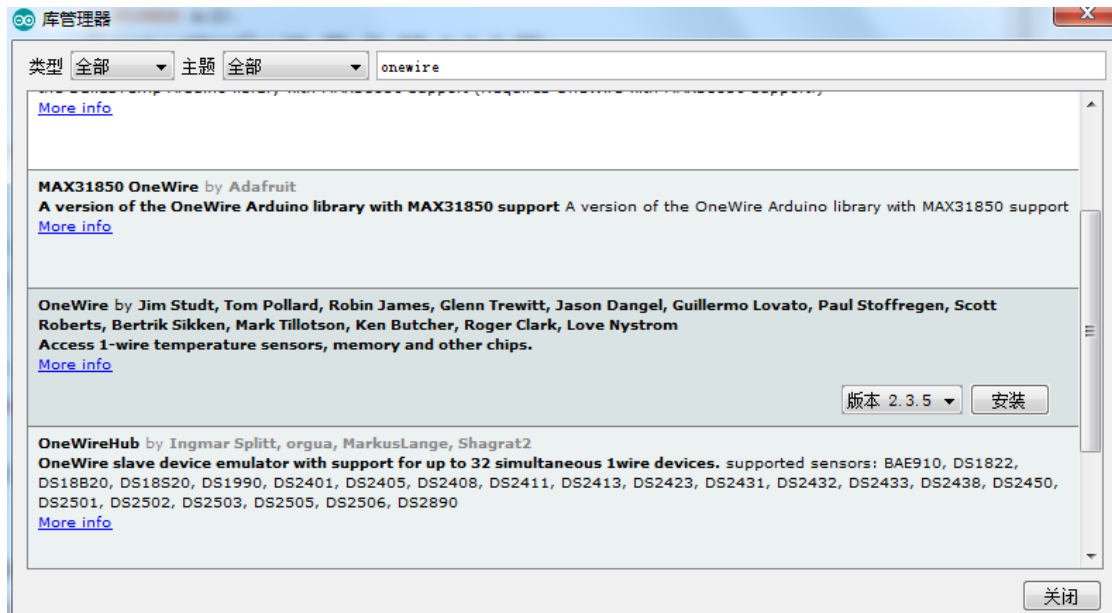 库管理器
类型 全部 主题 全部 onewire
More info
MAX31850 OneWire by Adafruit
A version of the OneWire Arduino library with MAX31850 support A version of the OneWire Arduino library with MAX31850 support
More info
OneWire by Jim Studt, Tom Pollard, Robin James, Glenn Trewitt, Jason Dangel, Guillermo Lovato, Paul Stoffregen, Scott
Roberts, Bertrik Sikken, Mark Tillotson, Ken Butcher, Roger Clark, Love Nystrom
Access 1-wire temperature sensors, memory and other chips.
More info
版本 2.3.5 安装
OneWireHub by Ingmar Splitt, orgua, MarkusLange, Shagrat2
OneWire slave device emulator with support for up to 32 simultaneous 1wire devices. supported sensors: BAE910, DS1822,
DS18B20, DS18S20, DS1990, DS2401, DS2405, DS2408, DS2411, DS2413, DS2423, DS2431, DS2432, DS2433, DS2438, DS2450,
DS2501, DS2502, DS2503, DS2505, DS2506, DS2890
More info
关闭